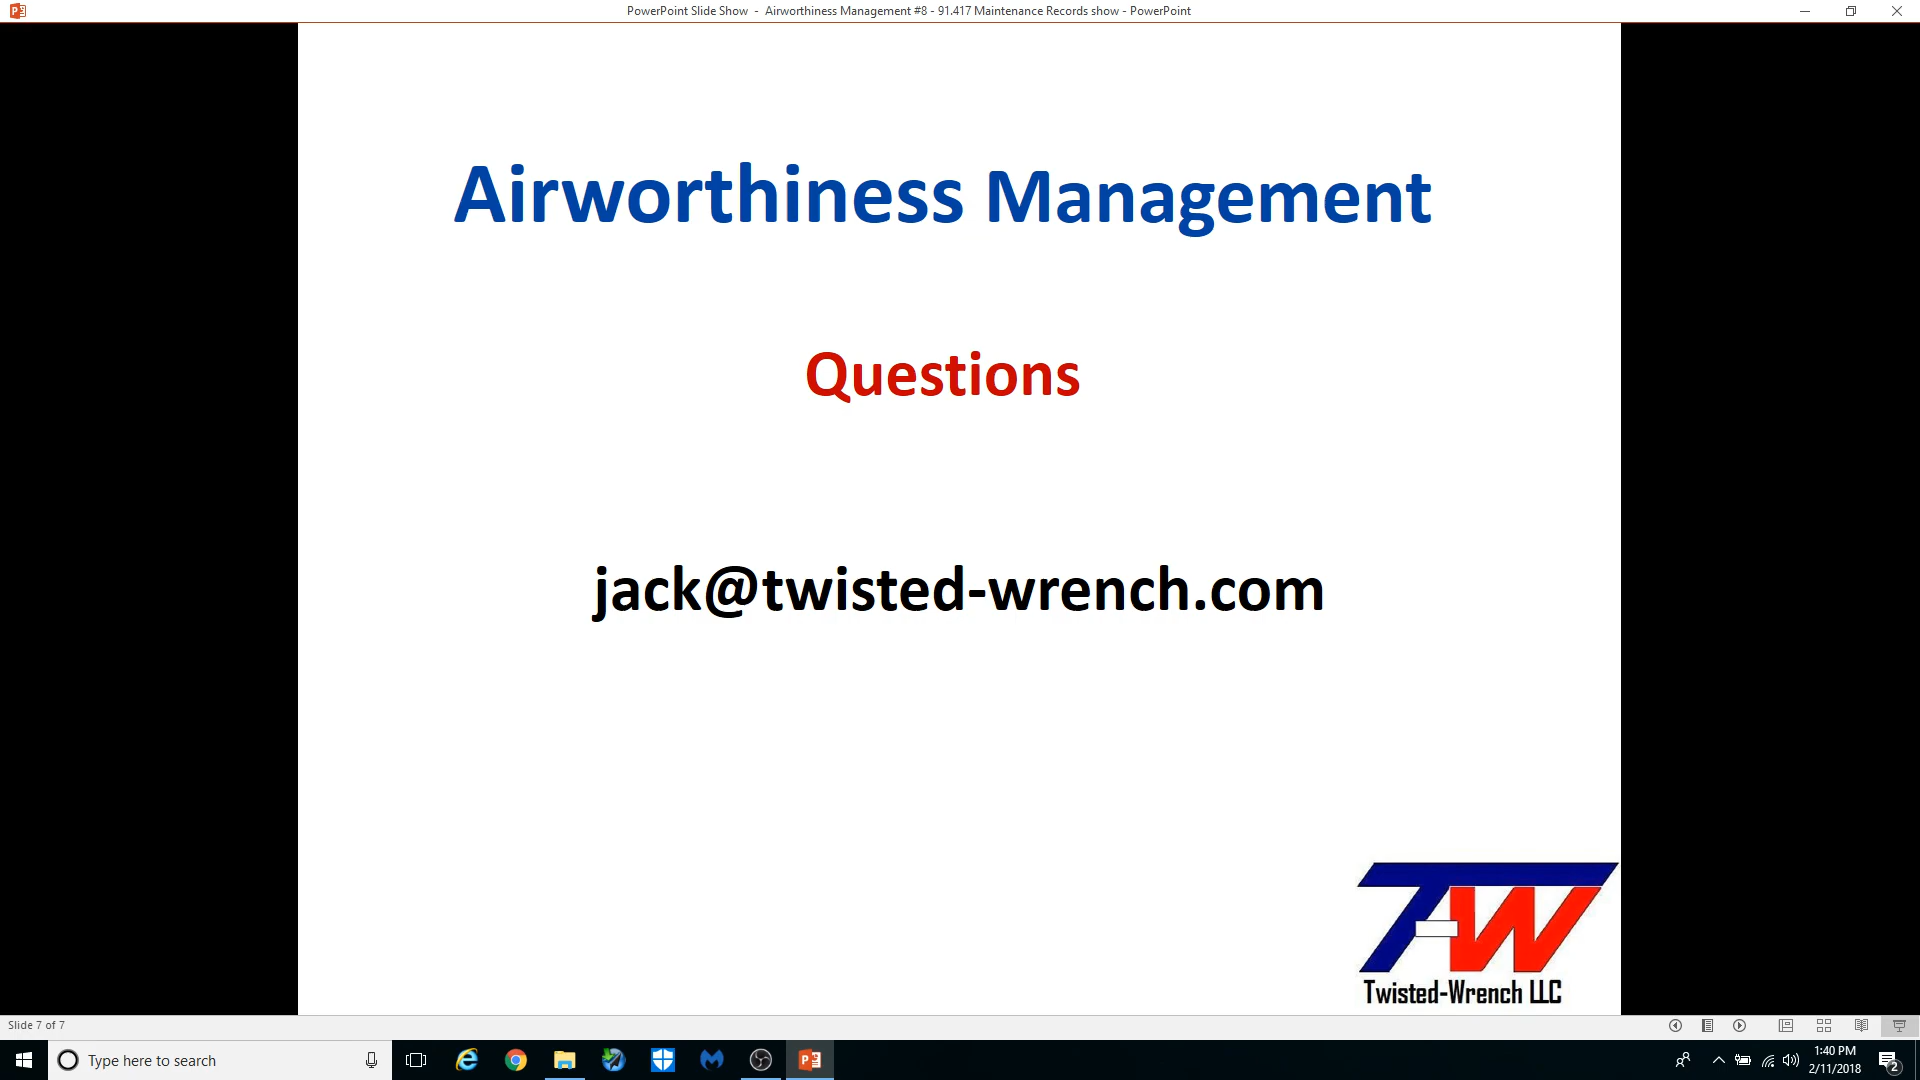 PowerPoint Slide Show - Airworthiness Management #8 - 91.417 Maintenance Records show - PowerPoint
Airworthiness Management
Questions
jack@twisted-wrench.com
T-W
Twisted-Wrench LLC
Slide 7 of 7
Type here to search
1:40 PM
2/11/2018
2